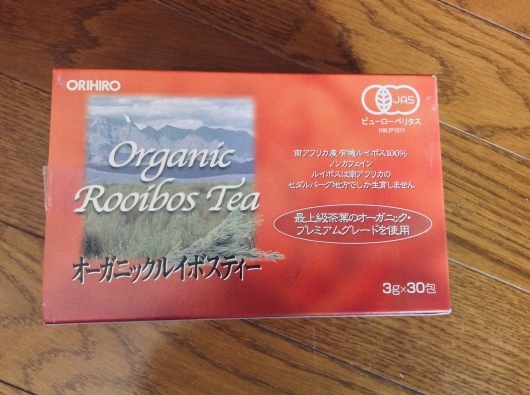 ORIHIRO
Organic
Rooibos Tea
オーガニックルイボスティー
JAS
ビューローベリタス
HWJP1011
南アフリカ産有機ルイボス100%
ノンカフェイン
ルイボスは南アフリカの
セダルバーグ地方でしか生育しません
最上級茶葉のオーガニック・
プレミアムグレードを使用
3g×30包